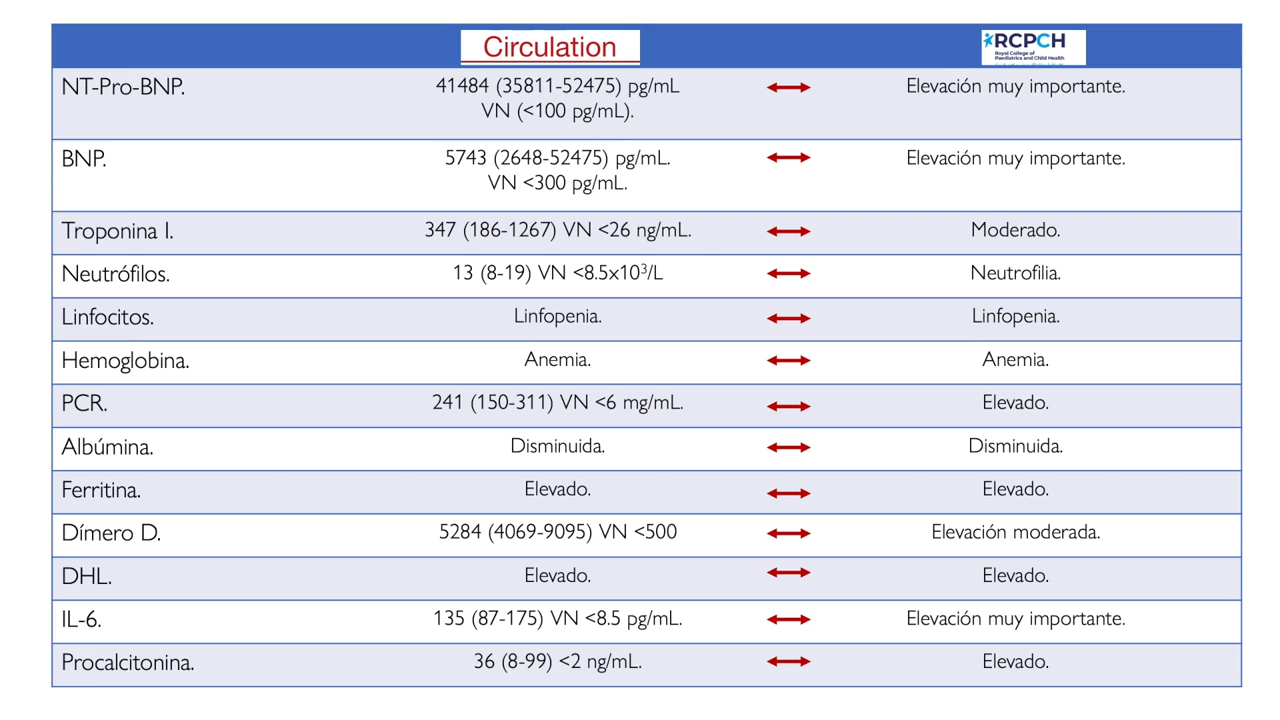 Circulation
RCPCH
Royal College of
Paediatrics and Child Health
NT-Pro-BNP.
41484 (35811-52475) pg/mL
VN (<100 pg/mL).
Elevación muy importante.
BNP.
5743 (2648-52475) pg/mL.
VN <300 pg/mL.
Elevación muy importante.
Troponina I.
347 (186-1267) VN <26 ng/mL.
Moderado.
Neutrófilos.
13 (8-19) VN <8.5x10³/L
Neutrofilia.
Linfocitos.
Linfopenia.
Linfopenia.
Hemoglobina.
Anemia.
Anemia.
PCR.
241 (150-311) VN <6 mg/mL.
Elevado.
Albúmina.
Disminuida.
Disminuida.
Ferritina.
Elevado.
Elevado.
Dímero D.
5284 (4069-9095) VN <500
Elevación moderada.
DHL.
Elevado.
Elevado.
IL-6.
135 (87-175) VN <8.5 pg/mL.
Elevación muy importante.
Procalcitonina.
36 (8-99) <2 ng/mL.
Elevado.